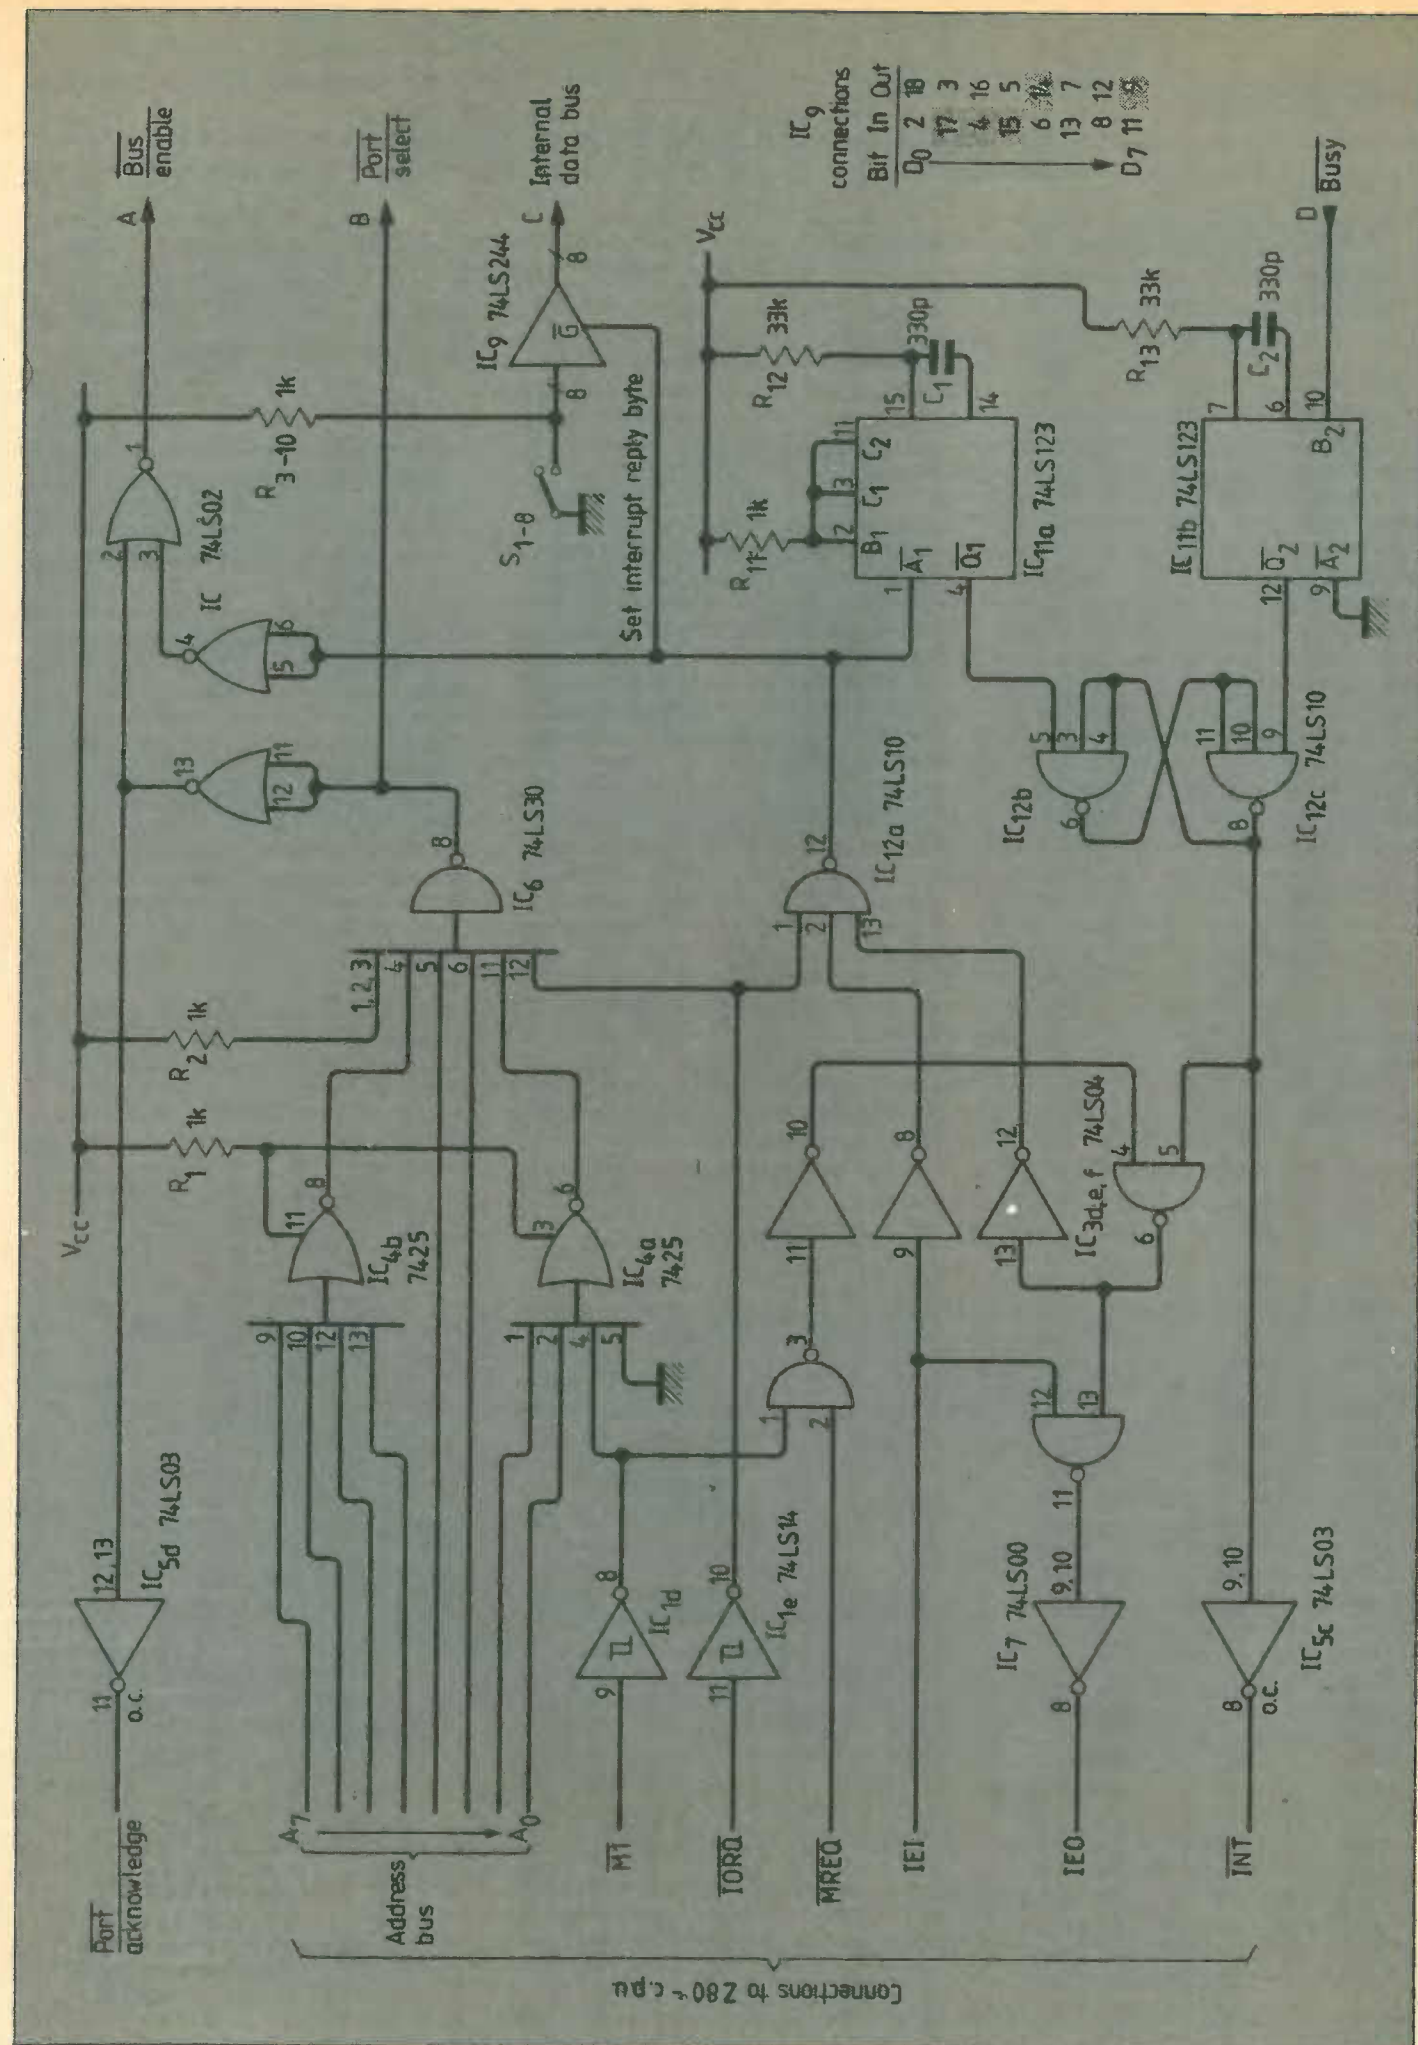 Port
acknowledge
11
o.c.
12, 13
IC5d 74LS03
Bus
enable
A
Port
select
B
Internal
data bus
C
8
IC9 74LS244
G
8
Set interrupt reply byte
S1-8
R3-10
1k
IC 74LS02
1
2
3
4
5
6
13
12
11
VCC
R1
1k
R2
1k
A7
A0
Address
bus
9
10
12
13
11
8
IC4b
7425
1
2
4
5
3
6
IC4a
7425
1, 2, 3
4
5
6
11
12
8
IC6 74LS30
M1
9
8
IC1d
IORQ
11
10
IC1e 74LS14
MREQ
1
2
3
11
10
IEI
9
8
13
12
IC3d,e,f 74LS04
4
5
6
12
13
11
IEO
8
9, 10
IC7 74LS00
INT
8
o.c.
9, 10
IC5c 74LS03
1
2
13
12
IC12a 74LS10
5
3
4
6
IC12b
11
10
9
8
IC12c 74LS10
VCC
R11
1k
R12
33k
330p
C1
2
3
11
15
14
B1
C1
C2
A1
Q1
1
4
IC11a 74LS123
R13
33k
330p
C2
7
6
10
B2
Q2
A2
12
9
IC11b 74LS123
D
Busy
IC9
connections
Bit In Out
D0 2 18
17 3
4 16
15 5
6 14
13 7
8 12
D7 11 9
Connections to Z80 c.p.u.